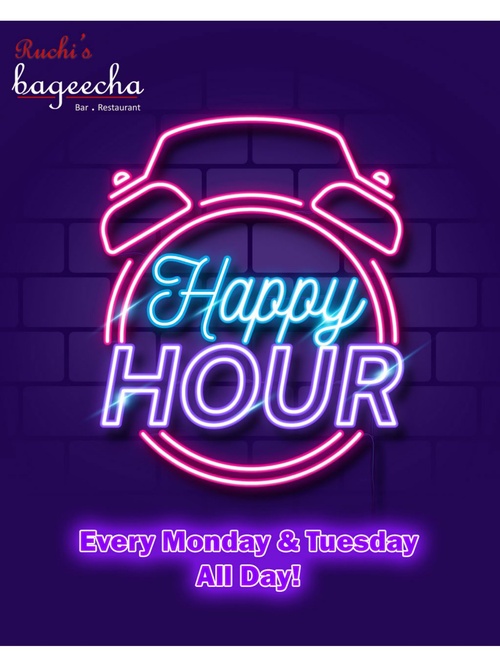 Ruchi's
bageecha
Bar . Restaurant
Happy
HOUR
Every Monday & Tuesday
All Day!